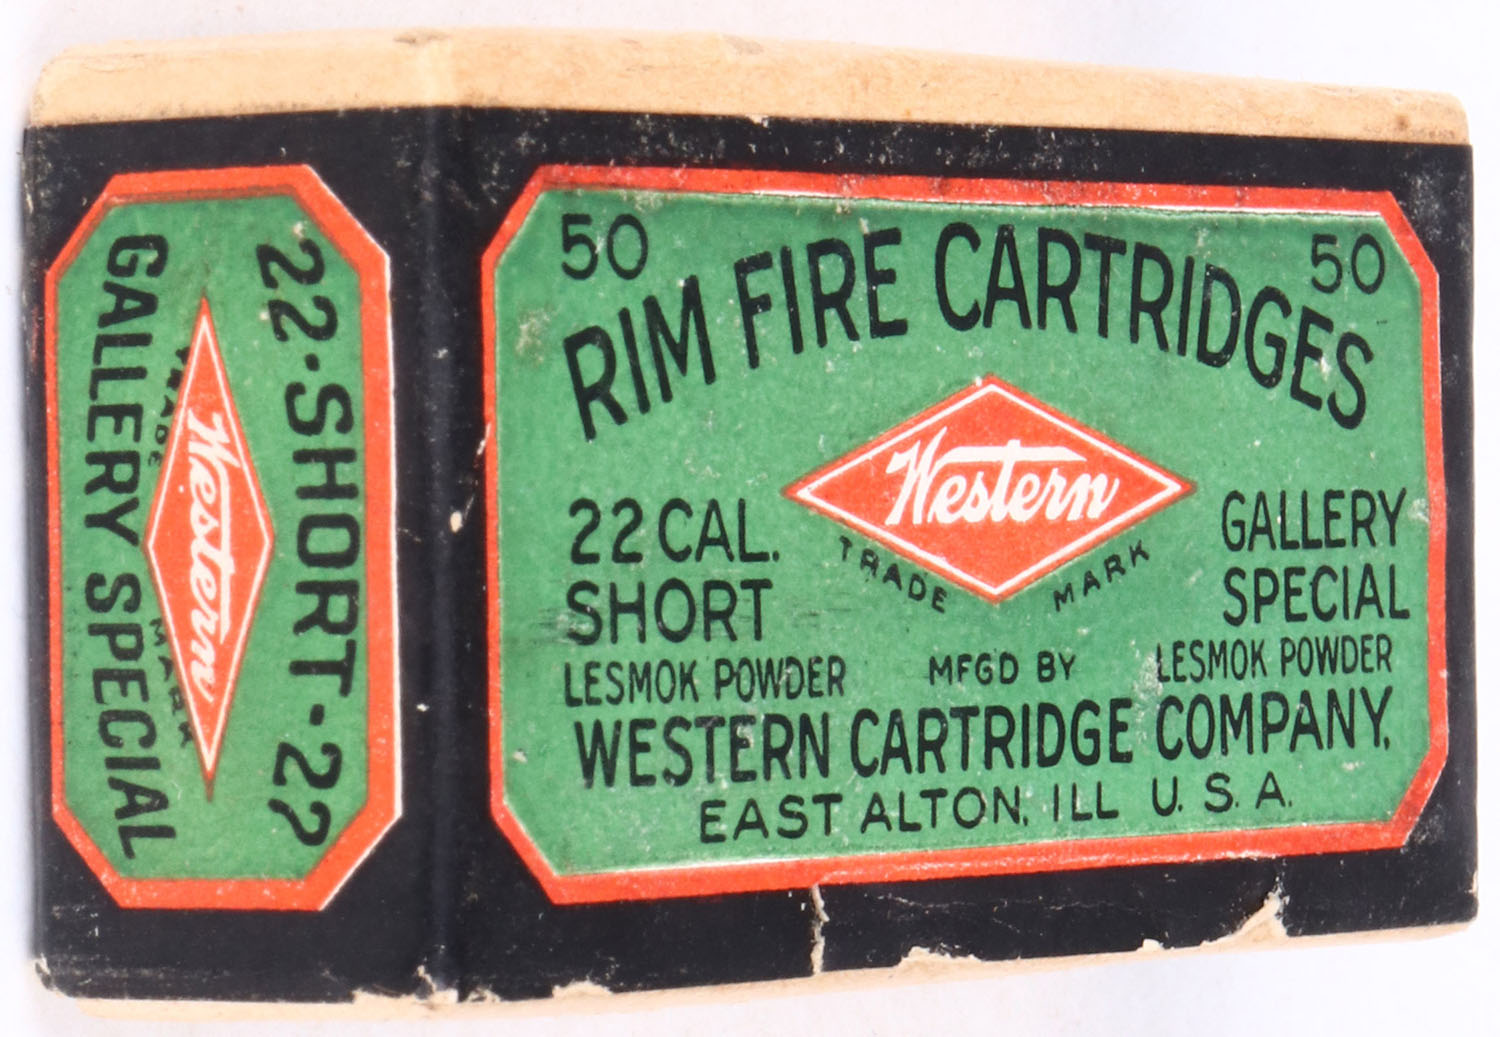 50 50
RIM FIRE CARTRIDGES
Western
TRADE MARK
22 CAL. GALLERY
SHORT SPECIAL
LESMOK POWDER MFGD BY LESMOK POWDER
WESTERN CARTRIDGE COMPANY.
EAST ALTON, ILL U. S. A.
22-SHORT-22
TRADE Western MARK
GALLERY SPECIAL